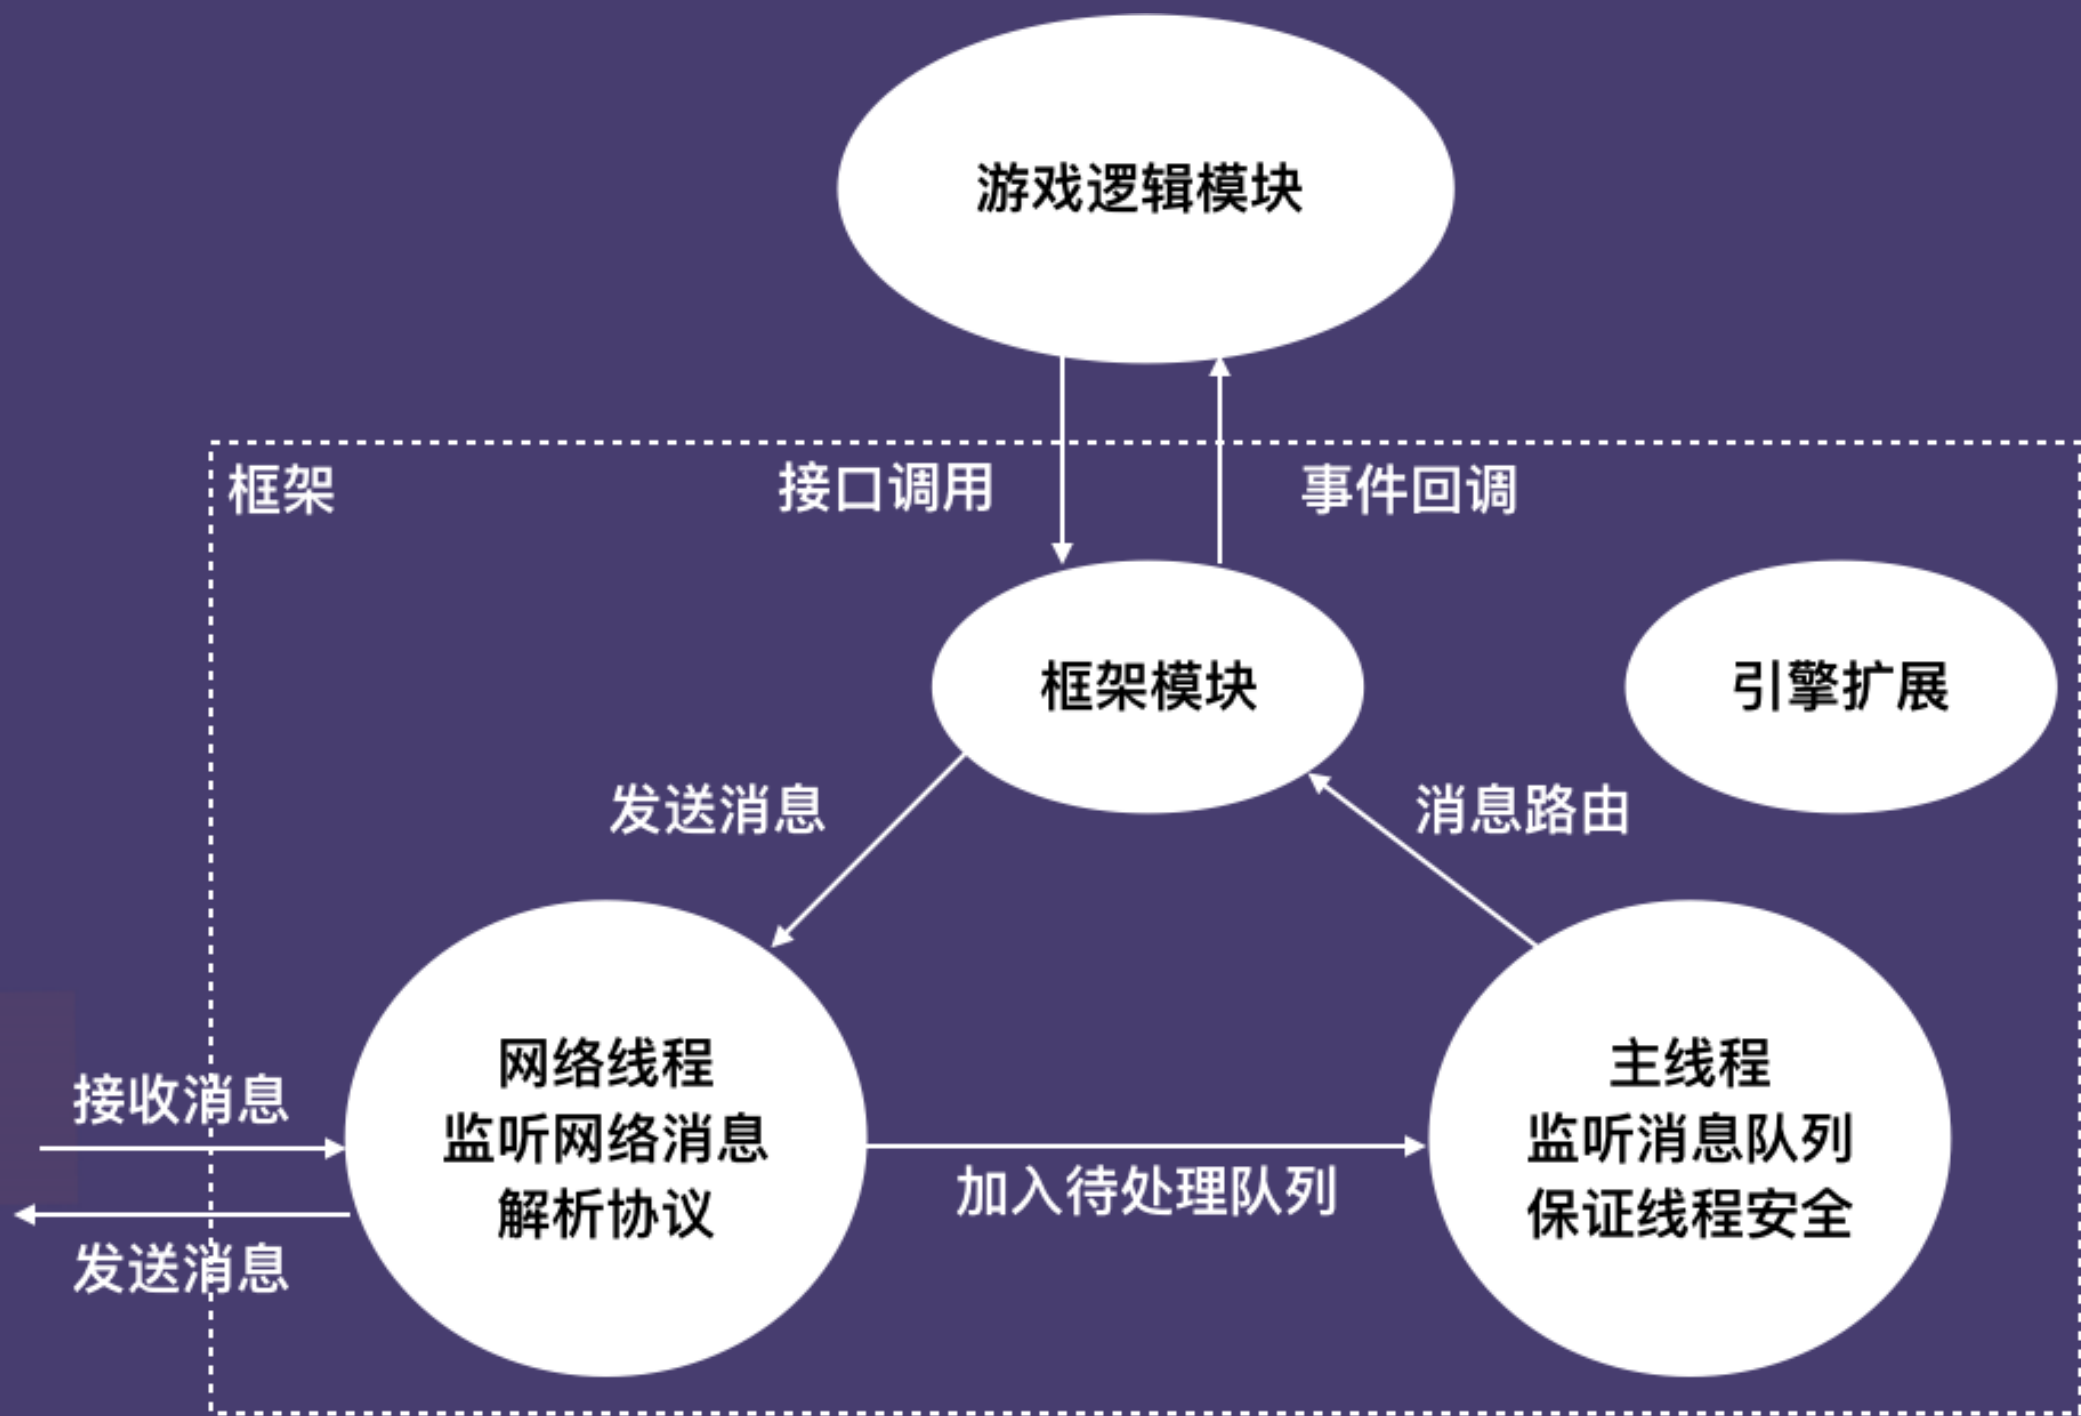 游戏逻辑模块
框架
接口调用
事件回调
框架模块
引擎扩展
发送消息
消息路由
网络线程
监听网络消息
解析协议
主线程
监听消息队列
保证线程安全
接收消息
加入待处理队列
发送消息